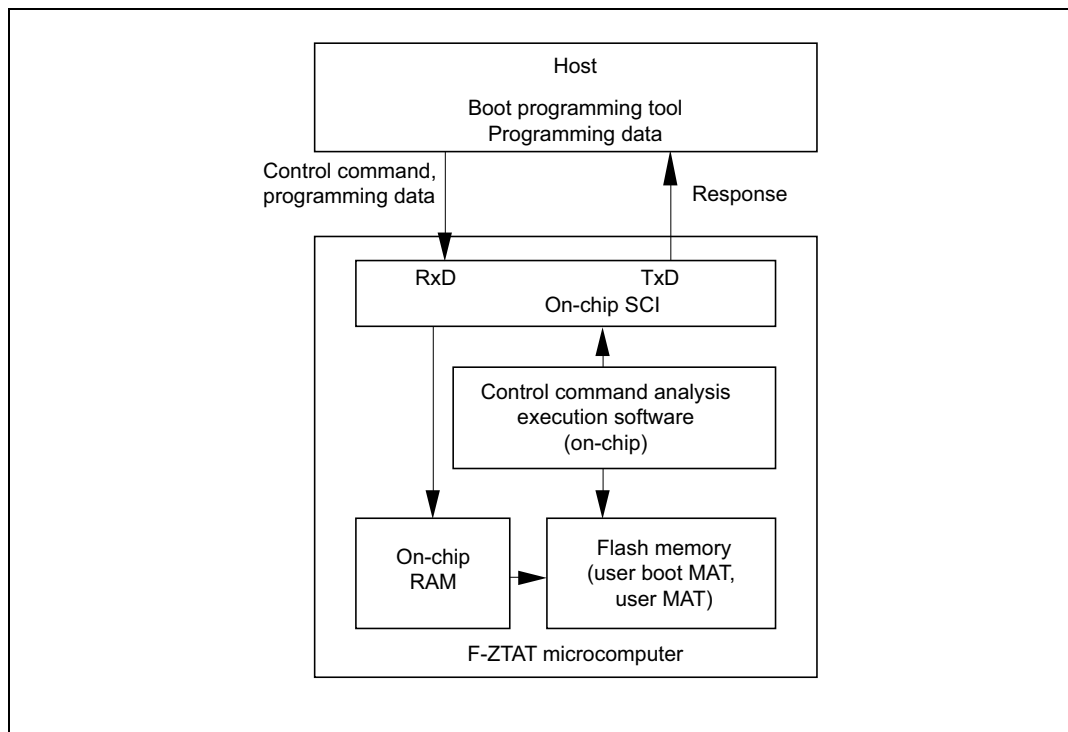 Host
Boot programming tool
Programming data
Control command,
programming data
Response
RxD
TxD
On-chip SCI
Control command analysis
execution software
(on-chip)
On-chip
RAM
Flash memory
(user boot MAT,
user MAT)
F-ZTAT microcomputer